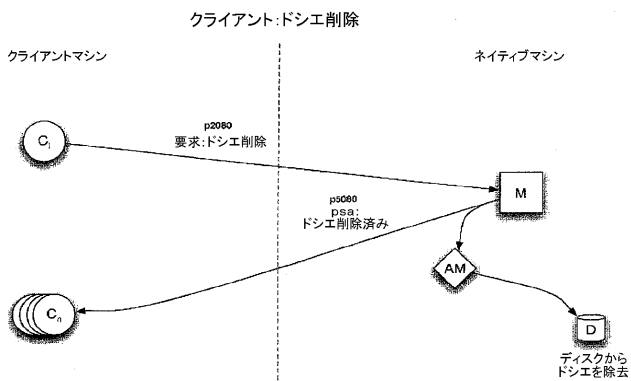 クライアント:ドシエ削除
クライアントマシン
ネイティブマシン
p2080
要求:ドシエ削除
Ci
M
p5080
psa:
ドシエ削除済み
AM
Cn
D
ディスクから
ドシエを除去